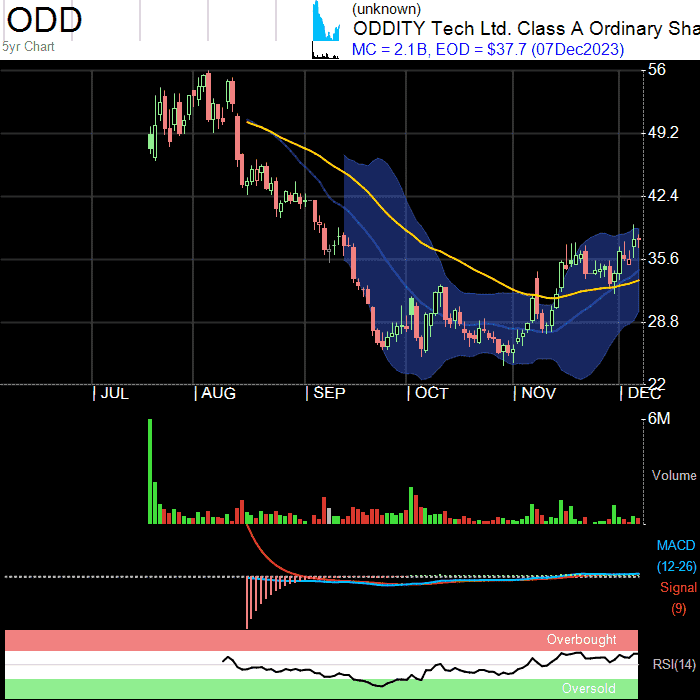 ODD
(unknown)
ODDITY Tech Ltd. Class A Ordinary Sha
5yr Chart
MC = 2.1B, EOD = $37.7 (07Dec2023)
56
49.2
42.4
35.6
28.8
22
JUL
AUG
SEP
OCT
NOV
DEC
6M
Volume
MACD
(12-26)
Signal
(9)
Overbought
RSI(14)
Oversold